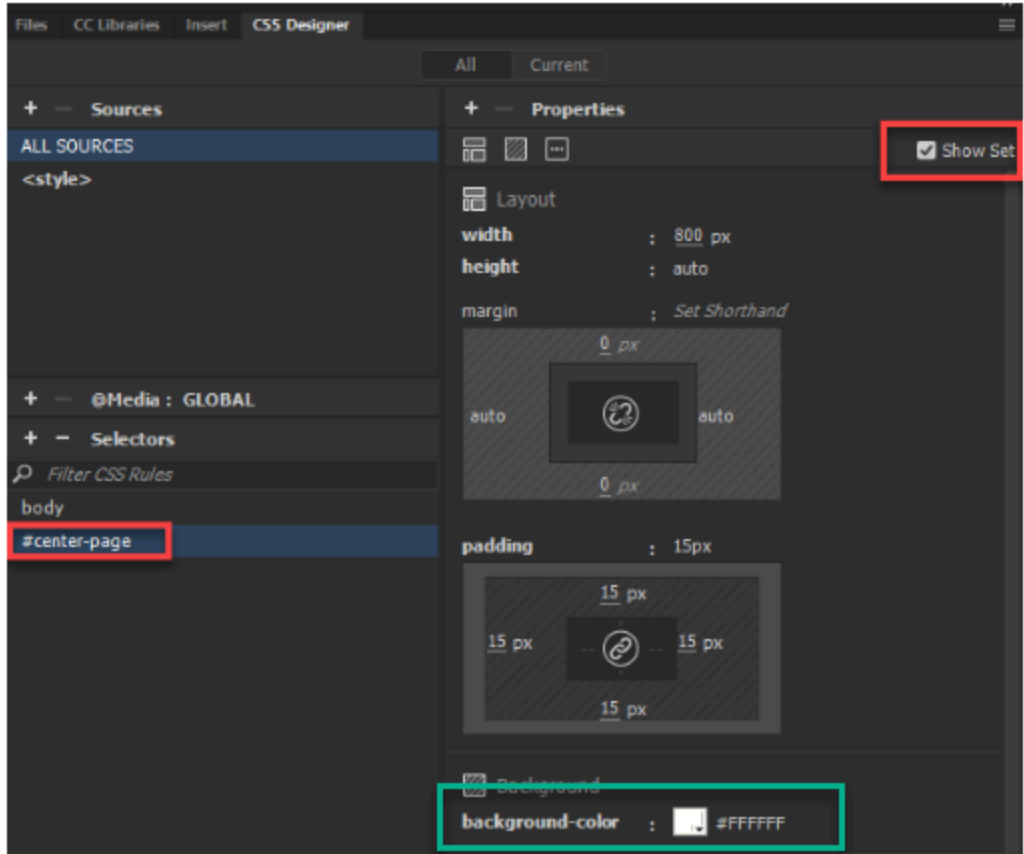 Files CC Libraries Insert CSS Designer
All Current
+ − Sources
ALL SOURCES
<style>
+ − @Media : GLOBAL
+ − Selectors
Filter CSS Rules
body
#center-page
+ − Properties
Show Set
Layout
width : 800 px
height : auto
margin : Set Shorthand
0 px
auto auto
0 px
padding : 15px
15 px
15 px 15 px
15 px
Background
background-color : #FFFFFF